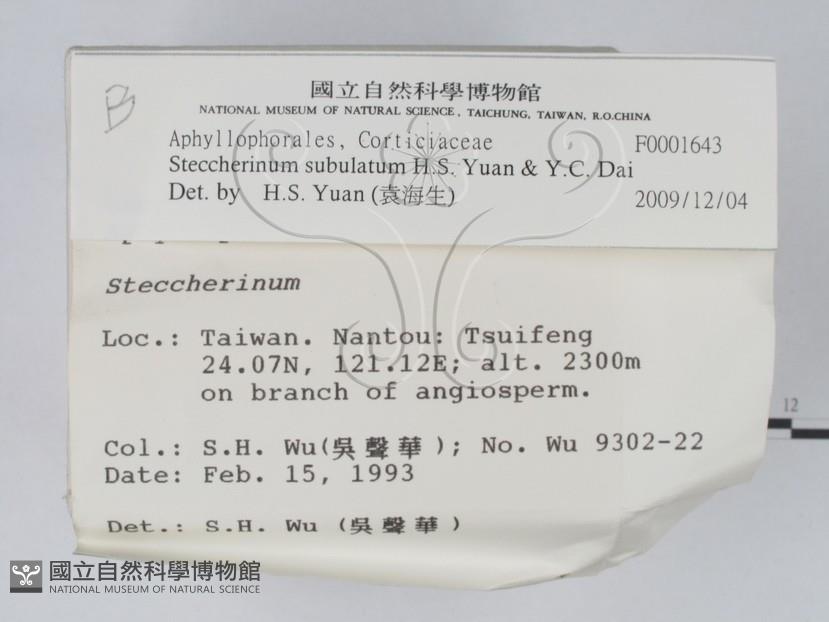 B
國立自然科學博物館
NATIONAL MUSEUM OF NATURAL SCIENCE, TAICHUNG, TAIWAN, R.O.CHINA
Aphyllophorales, Corticiaceae F0001643
Steccherinum subulatum H.S. Yuan & Y.C. Dai
Det. by H.S. Yuan (袁海生) 2009/12/04
Steccherinum
Loc.: Taiwan. Nantou: Tsuifeng
24.07N, 121.12E; alt. 2300m
on branch of angiosperm.
Col.: S.H. Wu(吳聲華); No. Wu 9302-22
Date: Feb. 15, 1993
Det.: S.H. Wu (吳聲華)
12
國立自然科學博物館
NATIONAL MUSEUM OF NATURAL SCIENCE